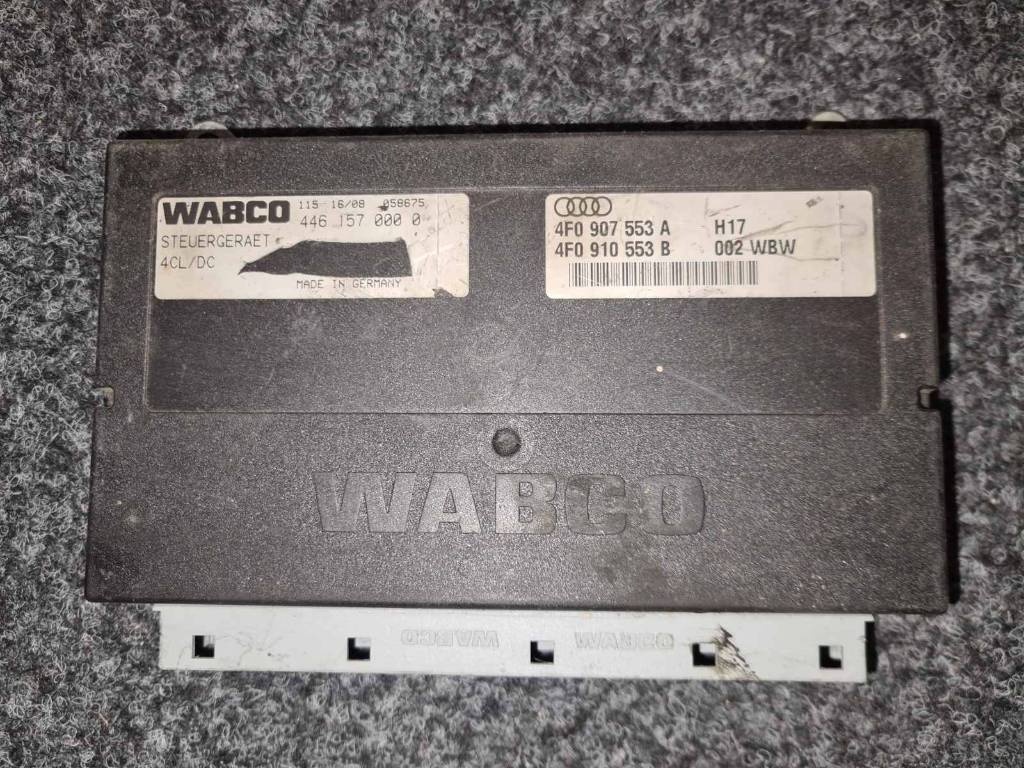 WABCO 115 16/08 058675
446 157 000 0
STEUERGERAET
4CL/DC
MADE IN GERMANY
4F0 907 553 A H17
4F0 910 553 B 002 WBW
WABCO
WABCO WABCO